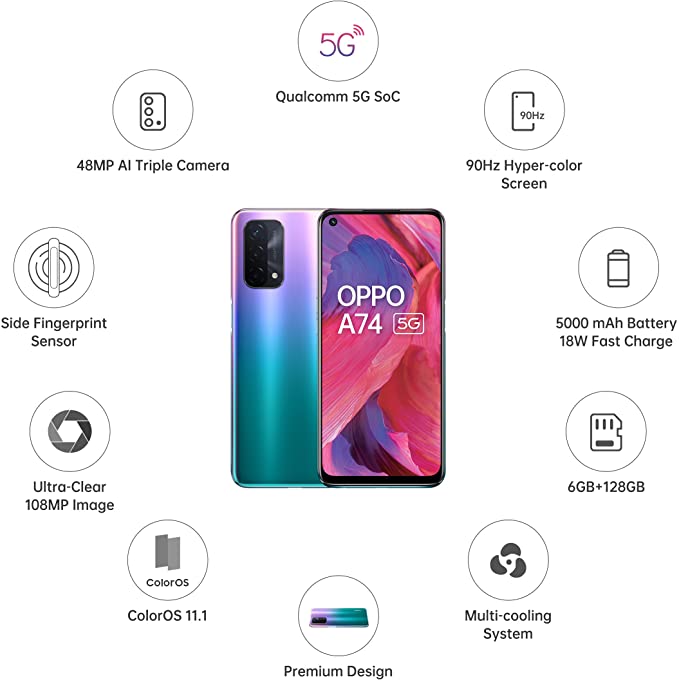 5G
Qualcomm 5G SoC
48MP AI Triple Camera
90Hz
90Hz Hyper-color
Screen
OPPO
A74 5G
Side Fingerprint
Sensor
5000 mAh Battery
18W Fast Charge
Ultra-Clear
108MP Image
6GB+128GB
ColorOS
ColorOS 11.1
Multi-cooling
System
Premium Design